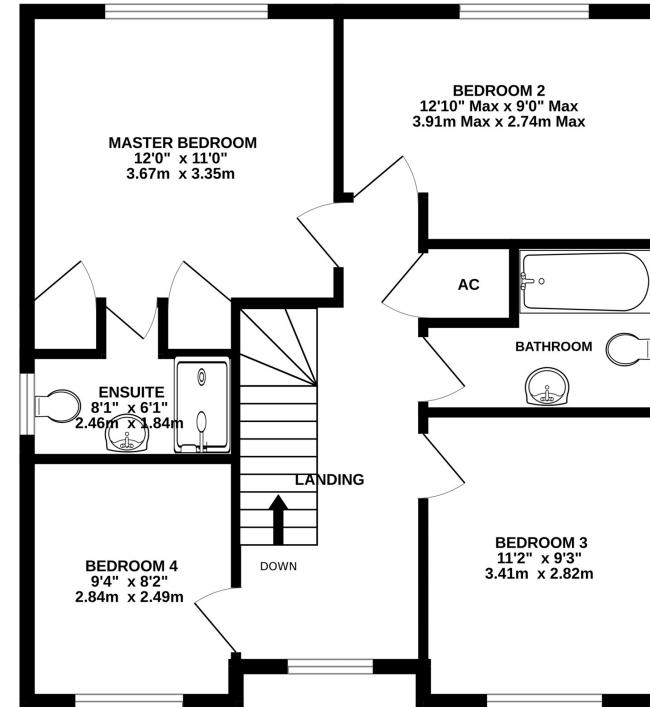 BEDROOM 2
12'10" Max x 9'0" Max
3.91m Max x 2.74m Max
MASTER BEDROOM
12'0" x 11'0"
3.67m x 3.35m
AC
BATHROOM
ENSUITE
8'1" x 6'1"
2.46m x 1.84m
LANDING
DOWN
BEDROOM 3
11'2" x 9'3"
3.41m x 2.82m
BEDROOM 4
9'4" x 8'2"
2.84m x 2.49m